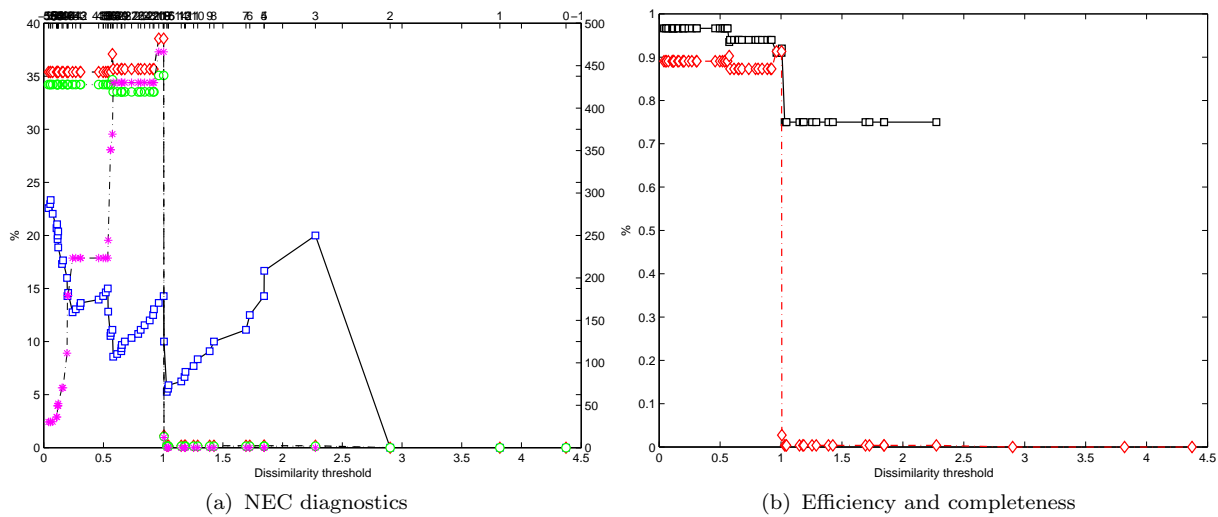 9 8 7 6 5 4 3 2 1 0 −1
40 35 30 25 20 15 10 5 0
%
500 450 400 350 300 250 200 150 100 50 0
0 0.5 1 1.5 2 2.5 3 3.5 4 4.5
Dissimilarity threshold
(a) NEC diagnostics
1 0.9 0.8 0.7 0.6 0.5 0.4 0.3 0.2 0.1 0
%
0 0.5 1 1.5 2 2.5 3 3.5 4 4.5
Dissimilarity threshold
(b) Efficiency and completeness